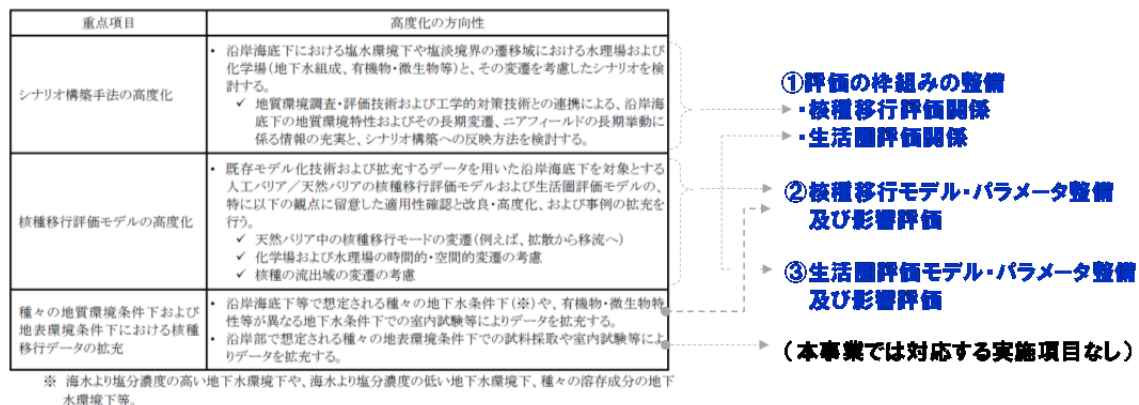 重点項目
高度化の方向性
シナリオ構築手法の高度化
• 沿岸海底下における塩水環境下や塩淡境界の遷移域における水理場および
化学場(地下水組成、有機物・微生物等)と、その変遷を考慮したシナリオを検
討する。
✓ 地質環境調査・評価技術および工学的対策技術との連携による、沿岸海
底下の地質環境特性およびその長期変遷、ニアフィールドの長期挙動に
係る情報の充実と、シナリオ構築への反映方法を検討する。
核種移行評価モデルの高度化
• 既存モデル化技術および拡充するデータを用いた沿岸海底下を対象とする
人工バリア／天然バリアの核種移行評価モデルおよび生活圏評価モデルの、
特に以下の観点に留意した適用性確認と改良・高度化、および事例の拡充を
行う。
✓ 天然バリア中の核種移行モードの変遷(例えば、拡散から移流へ)
✓ 化学場および水理場の時間的・空間的変遷の考慮
✓ 核種の流出域の変遷の考慮
種々の地質環境条件下および
地表環境条件下における核種
移行データの拡充
• 沿岸海底下等で想定される種々の地下水条件下(※)や、有機物・微生物特
性等が異なる地下水条件下での室内試験等によりデータを拡充する。
• 沿岸部で想定される種々の地表環境条件下での試料採取や室内試験等によ
りデータを拡充する。
※ 海水より塩分濃度の高い地下水環境下や、海水より塩分濃度の低い地下水環境下、種々の溶存成分の地下
水環境下等。
①評価の枠組みの整備
・核種移行評価関係
・生活圏評価関係
②核種移行モデル・パラメータ整備
及び影響評価
③生活圏評価モデル・パラメータ整備
及び影響評価
(本事業では対応する実施項目なし)